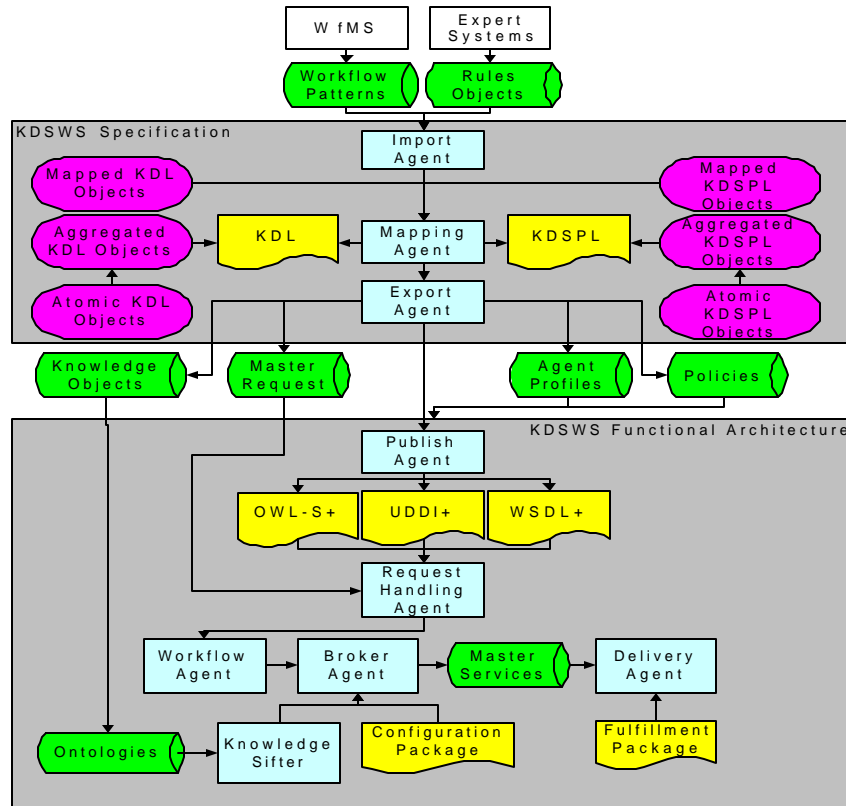 WfMS
Expert
Systems
Workflow
Patterns
Rules
Objects
KDSWS Specification
Import
Agent
Mapped KDL
Objects
Mapped
KDSPL
Objects
Aggregated
KDL Objects
KDL
Mapping
Agent
KDSPL
Aggregated
KDSPL
Objects
Atomic KDL
Objects
Export
Agent
Atomic
KDSPL
Objects
Knowledge
Objects
Master
Request
Agent
Profiles
Policies
KDSWS Functional Architecture
Publish
Agent
OWL-S+
UDDI+
WSDL+
Request
Handling
Agent
Workflow
Agent
Broker
Agent
Master
Services
Delivery
Agent
Ontologies
Knowledge
Sifter
Configuration
Package
Fulfillment
Package